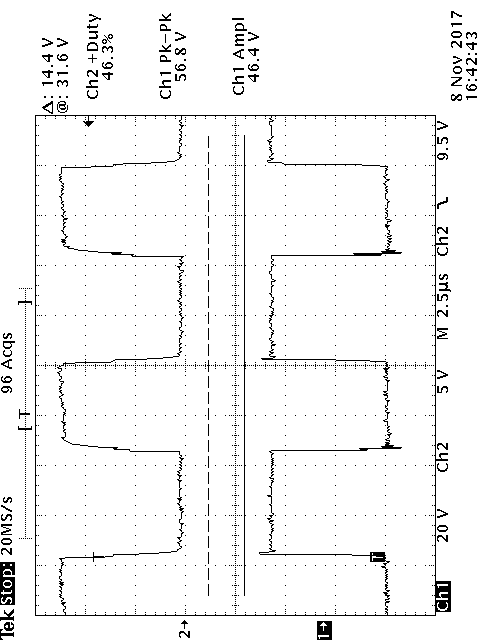 Tek Stop: 20MS/s 96 Acqs
[ T ]
Δ: 14.4 V
@: 31.6 V
Ch2 +Duty
46.3%
Ch1 Pk-Pk
56.8 V
Ch1 Ampl
46.4 V
2→
1→
Ch1 20 V Ch2 5 V M 2.5µs Ch2 9.5 V
8 Nov 2017
16:42:43